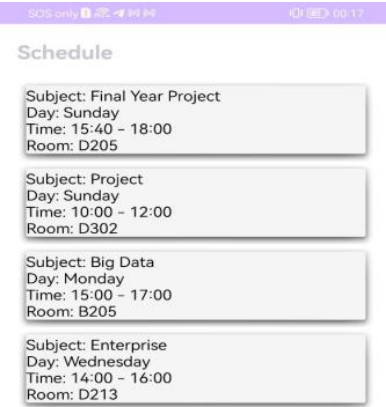 SOS only 00:17
Schedule
Subject: Final Year Project
Day: Sunday
Time: 15:40 - 18:00
Room: D205
Subject: Project
Day: Sunday
Time: 10:00 - 12:00
Room: D302
Subject: Big Data
Day: Monday
Time: 15:00 - 17:00
Room: B205
Subject: Enterprise
Day: Wednesday
Time: 14:00 - 16:00
Room: D213